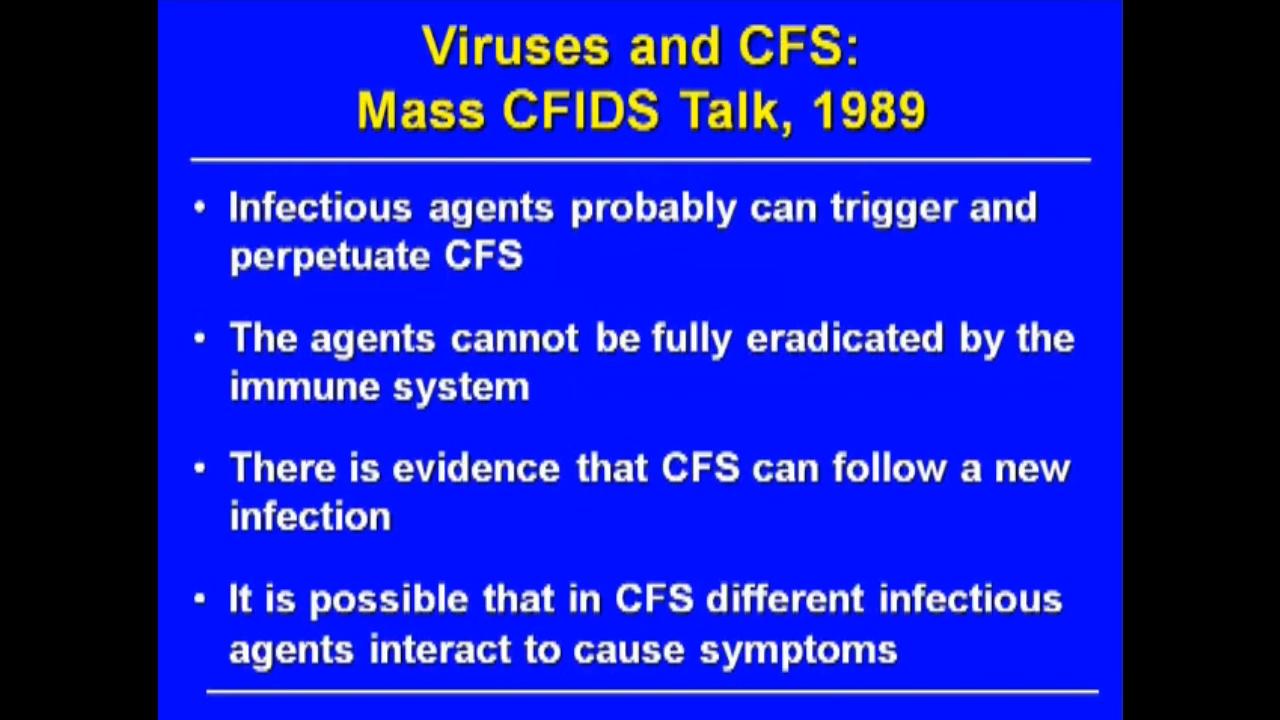 Viruses and CFS:
Mass CFIDS Talk, 1989
• Infectious agents probably can trigger and
perpetuate CFS
• The agents cannot be fully eradicated by the
immune system
• There is evidence that CFS can follow a new
infection
• It is possible that in CFS different infectious
agents interact to cause symptoms